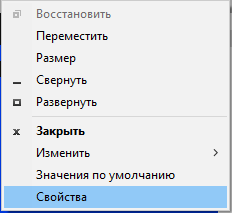 Восстановить
Переместить
Размер
Свернуть
Развернуть
Закрыть
Изменить
Значения по умолчанию
Свойства